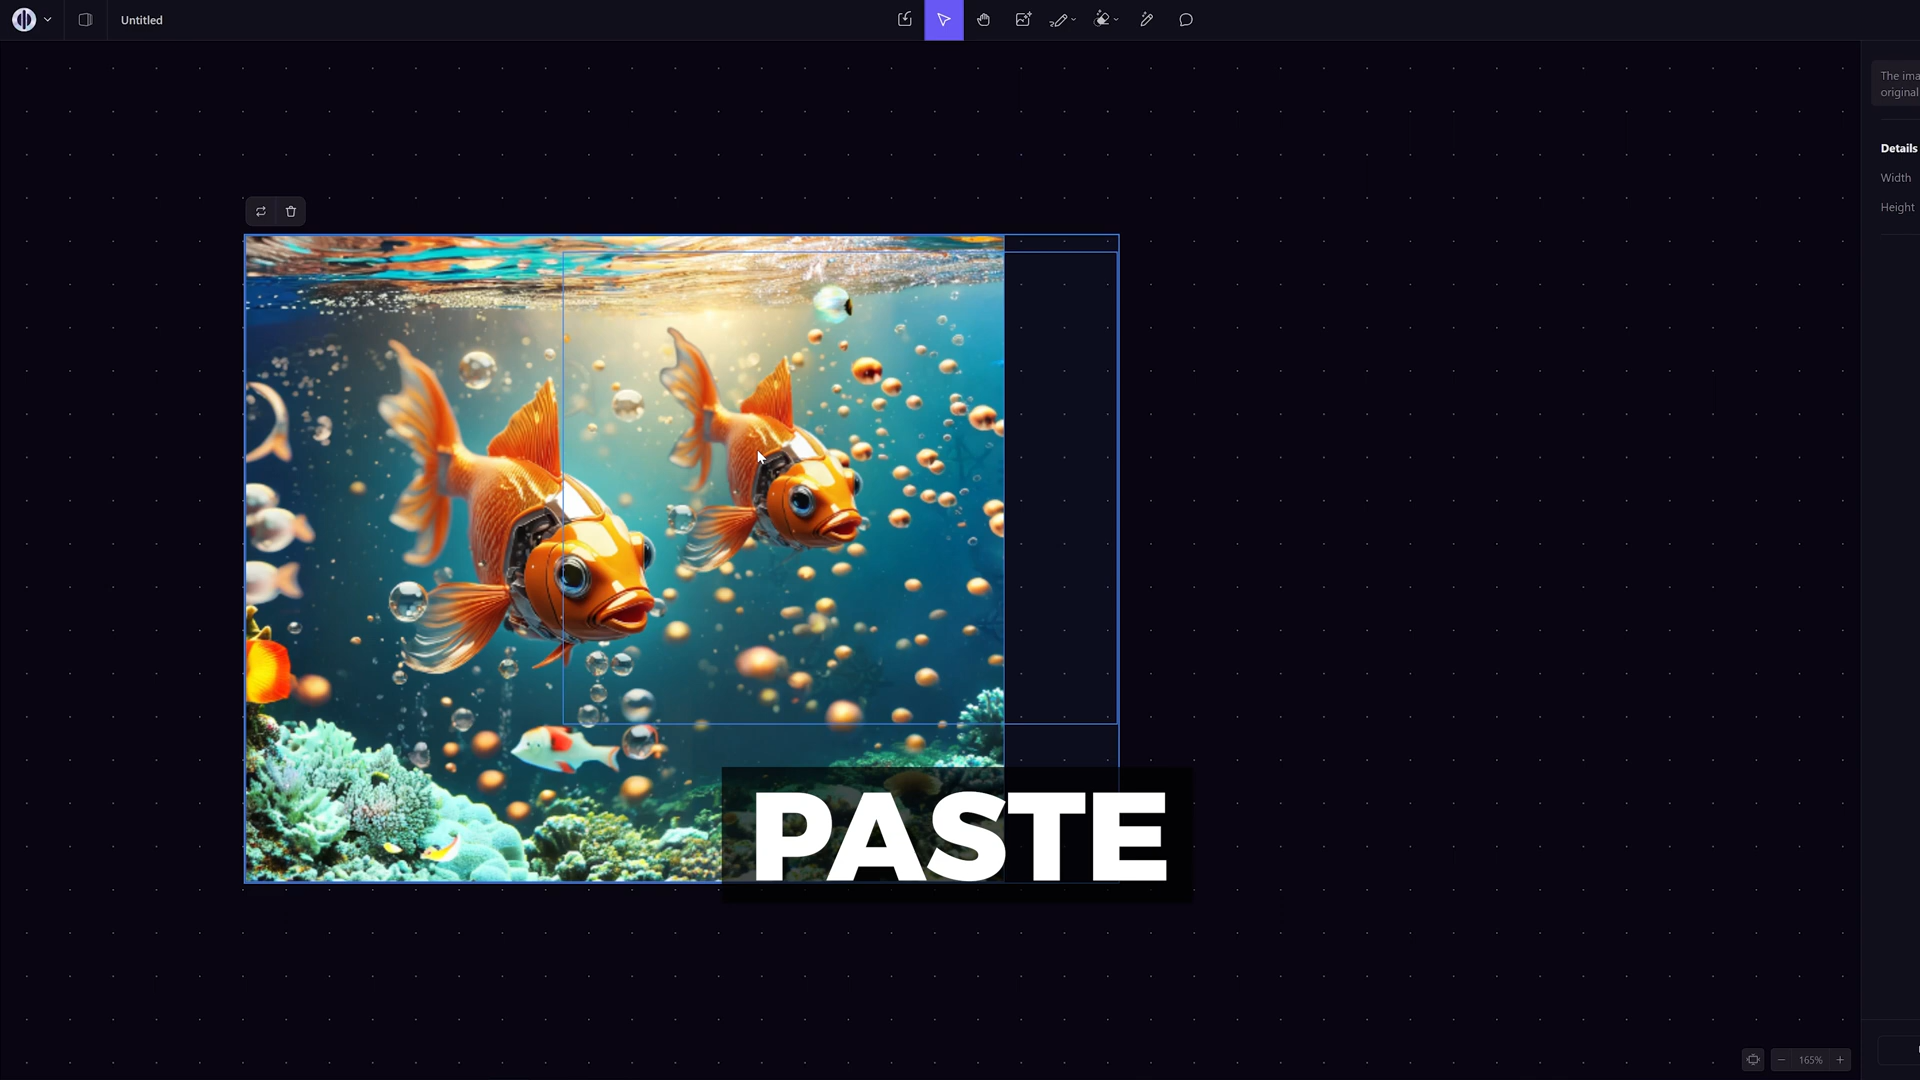 Untitled
The ima
original
Details
Width
Height
PASTE
165%